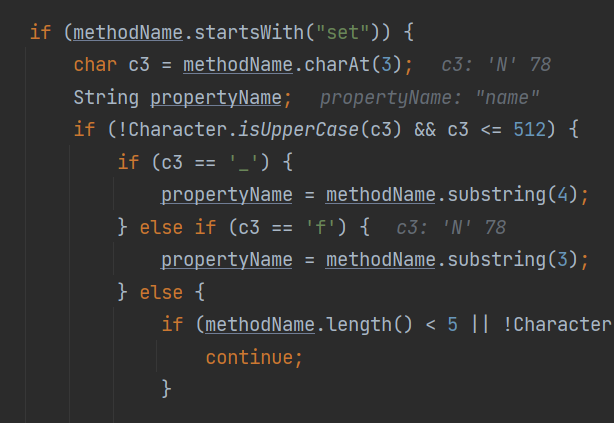 if (methodName.startsWith("set")) {
char c3 = methodName.charAt(3); c3: 'N' 78
String propertyName; propertyName: "name"
if (!Character.isUpperCase(c3) && c3 <= 512) {
if (c3 == '_') {
propertyName = methodName.substring(4);
} else if (c3 == 'f') { c3: 'N' 78
propertyName = methodName.substring(3);
} else {
if (methodName.length() < 5 || !Character
continue;
}